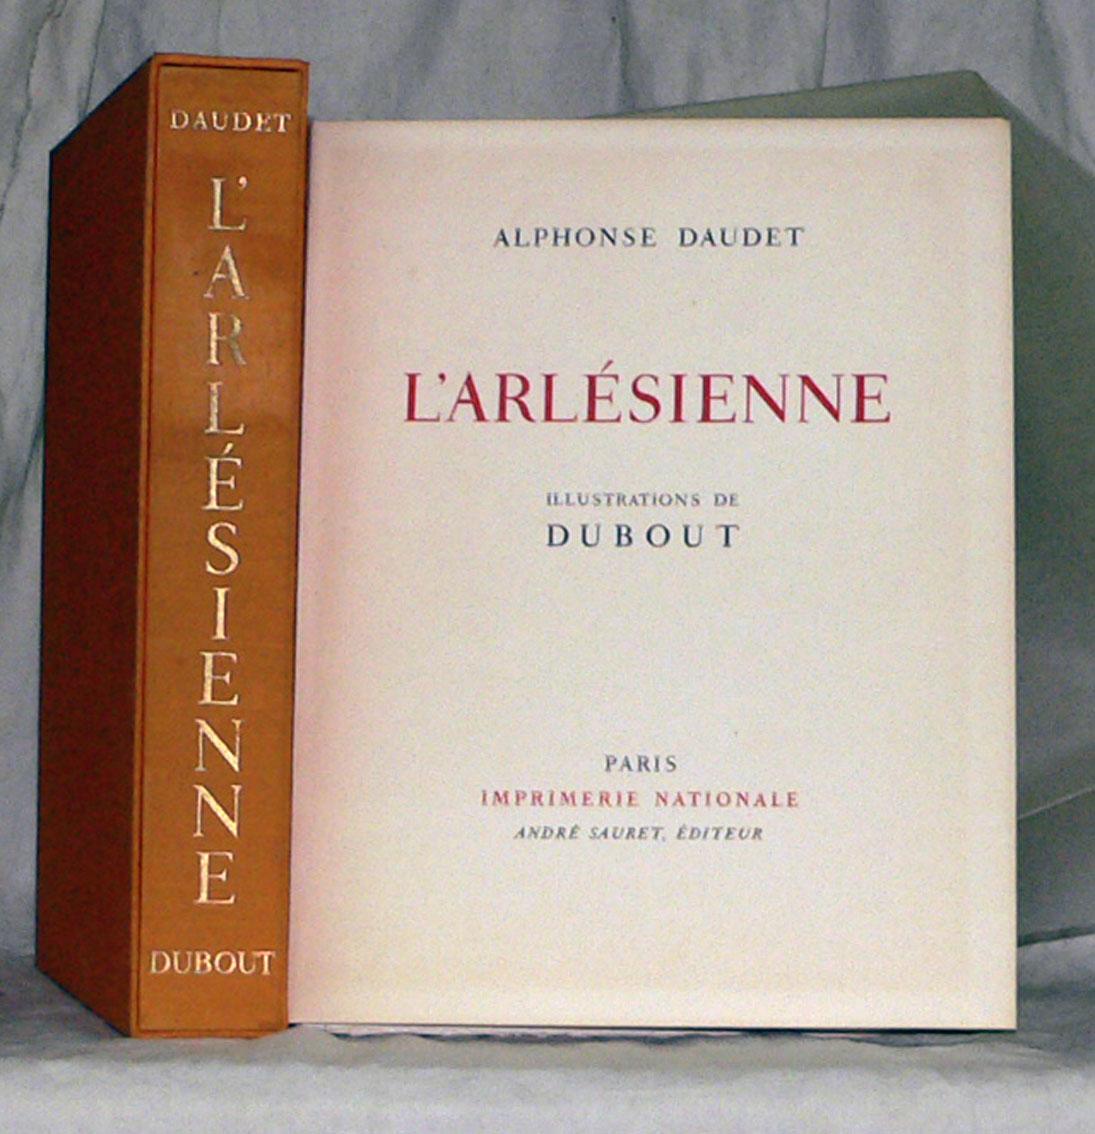 DAUDET
L'ARLÉSIENNE
DUBOUT
ALPHONSE DAUDET
L'ARLÉSIENNE
ILLUSTRATIONS DE
DUBOUT
PARIS
IMPRIMERIE NATIONALE
ANDRÉ SAURET, ÉDITEUR